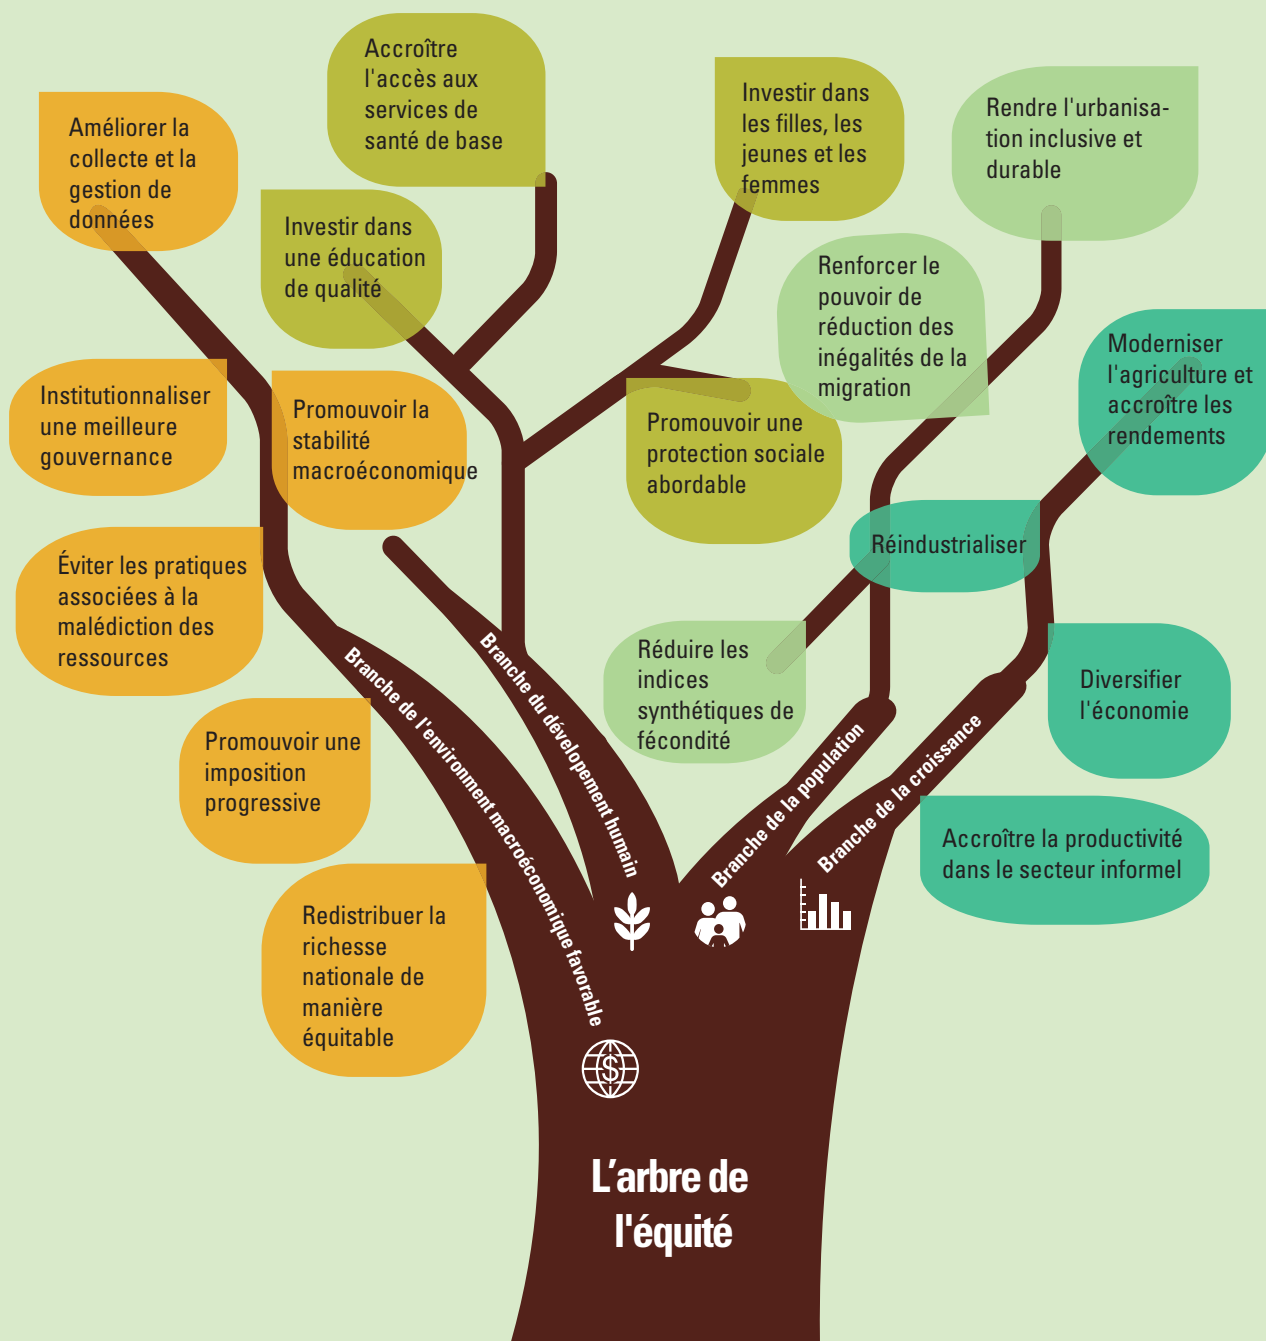 Accroître
l'accès aux
services de
santé de base
Améliorer la
collecte et la
gestion de
données
Investir dans
les filles, les
jeunes et les
femmes
Rendre l'urbanisa-
tion inclusive et
durable
Investir dans
une éducation
de qualité
Renforcer le
pouvoir de
réduction des
inégalités de la
migration
Moderniser
l'agriculture et
accroître les
rendements
Institutionnaliser
une meilleure
gouvernance
Promouvoir la
stabilité
macroéconomique
Promouvoir une
protection sociale
abordable
Réindustrialiser
Éviter les pratiques
associées à la
malédiction des
ressources
Réduire les
indices
synthétiques de
fécondité
Diversifier
l'économie
Promouvoir une
imposition
progressive
Accroître la productivité
dans le secteur informel
Redistribuer la
richesse
nationale de
manière
équitable
Branche de l'environment macroéconomique favorable
Branche du dévelopement humain
Branche de la population
Branche de la croissance
$
L'arbre de
l'équité